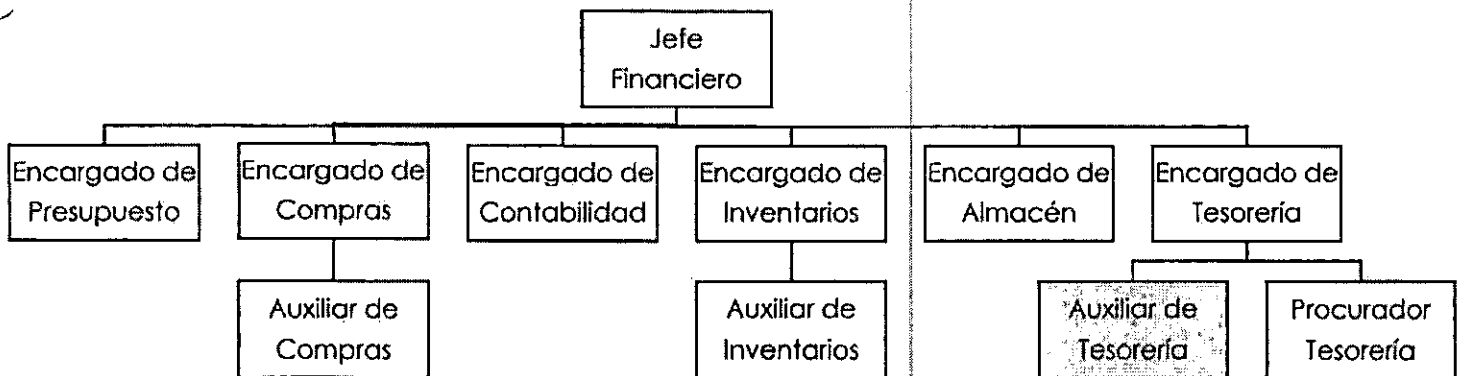 Jefe
Financiero
Encargado de
Presupuesto
Encargado de
Compras
Encargado de
Contabilidad
Encargado de
Inventarios
Encargado de
Almacén
Encargado de
Tesorería
Auxiliar de
Compras
Auxiliar de
Inventarios
Auxiliar de
Tesorería
Procurador
Tesorería